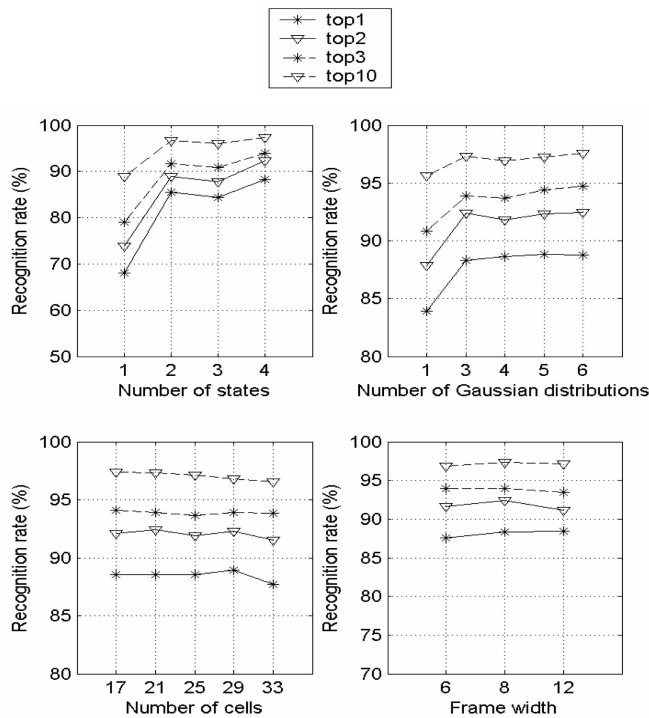 top1
top2
top3
top10
100
90
80
70
60
50
Recognition rate (%)
1 2 3 4
Number of states
100
95
90
85
80
Recognition rate (%)
1 3 4 5 6
Number of Gaussian distributions
100
95
90
85
80
Recognition rate (%)
17 21 25 29 33
Number of cells
100
95
90
85
80
75
70
Recognition rate (%)
6 8 12
Frame width